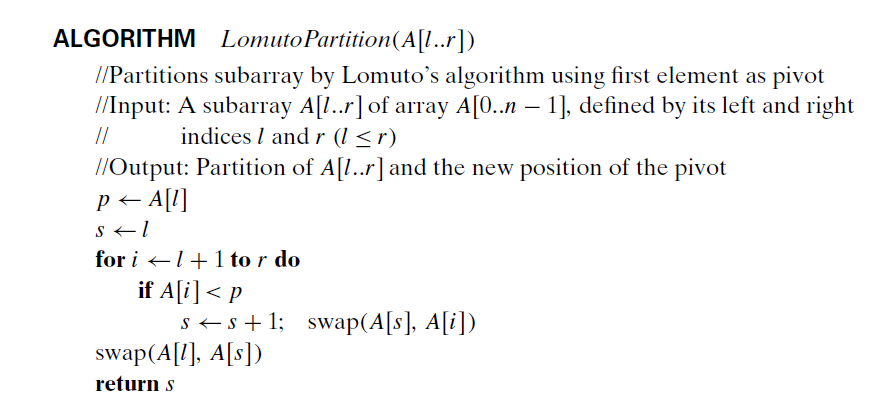 ALGORITHM LomutoPartition(A[l..r])
//Partitions subarray by Lomuto’s algorithm using first element as pivot
//Input: A subarray A[l..r] of array A[0..n − 1], defined by its left and right
// indices l and r (l ≤ r)
//Output: Partition of A[l..r] and the new position of the pivot
p ← A[l]
s ← l
for i ← l + 1 to r do
if A[i] < p
s ← s + 1; swap(A[s], A[i])
swap(A[l], A[s])
return s